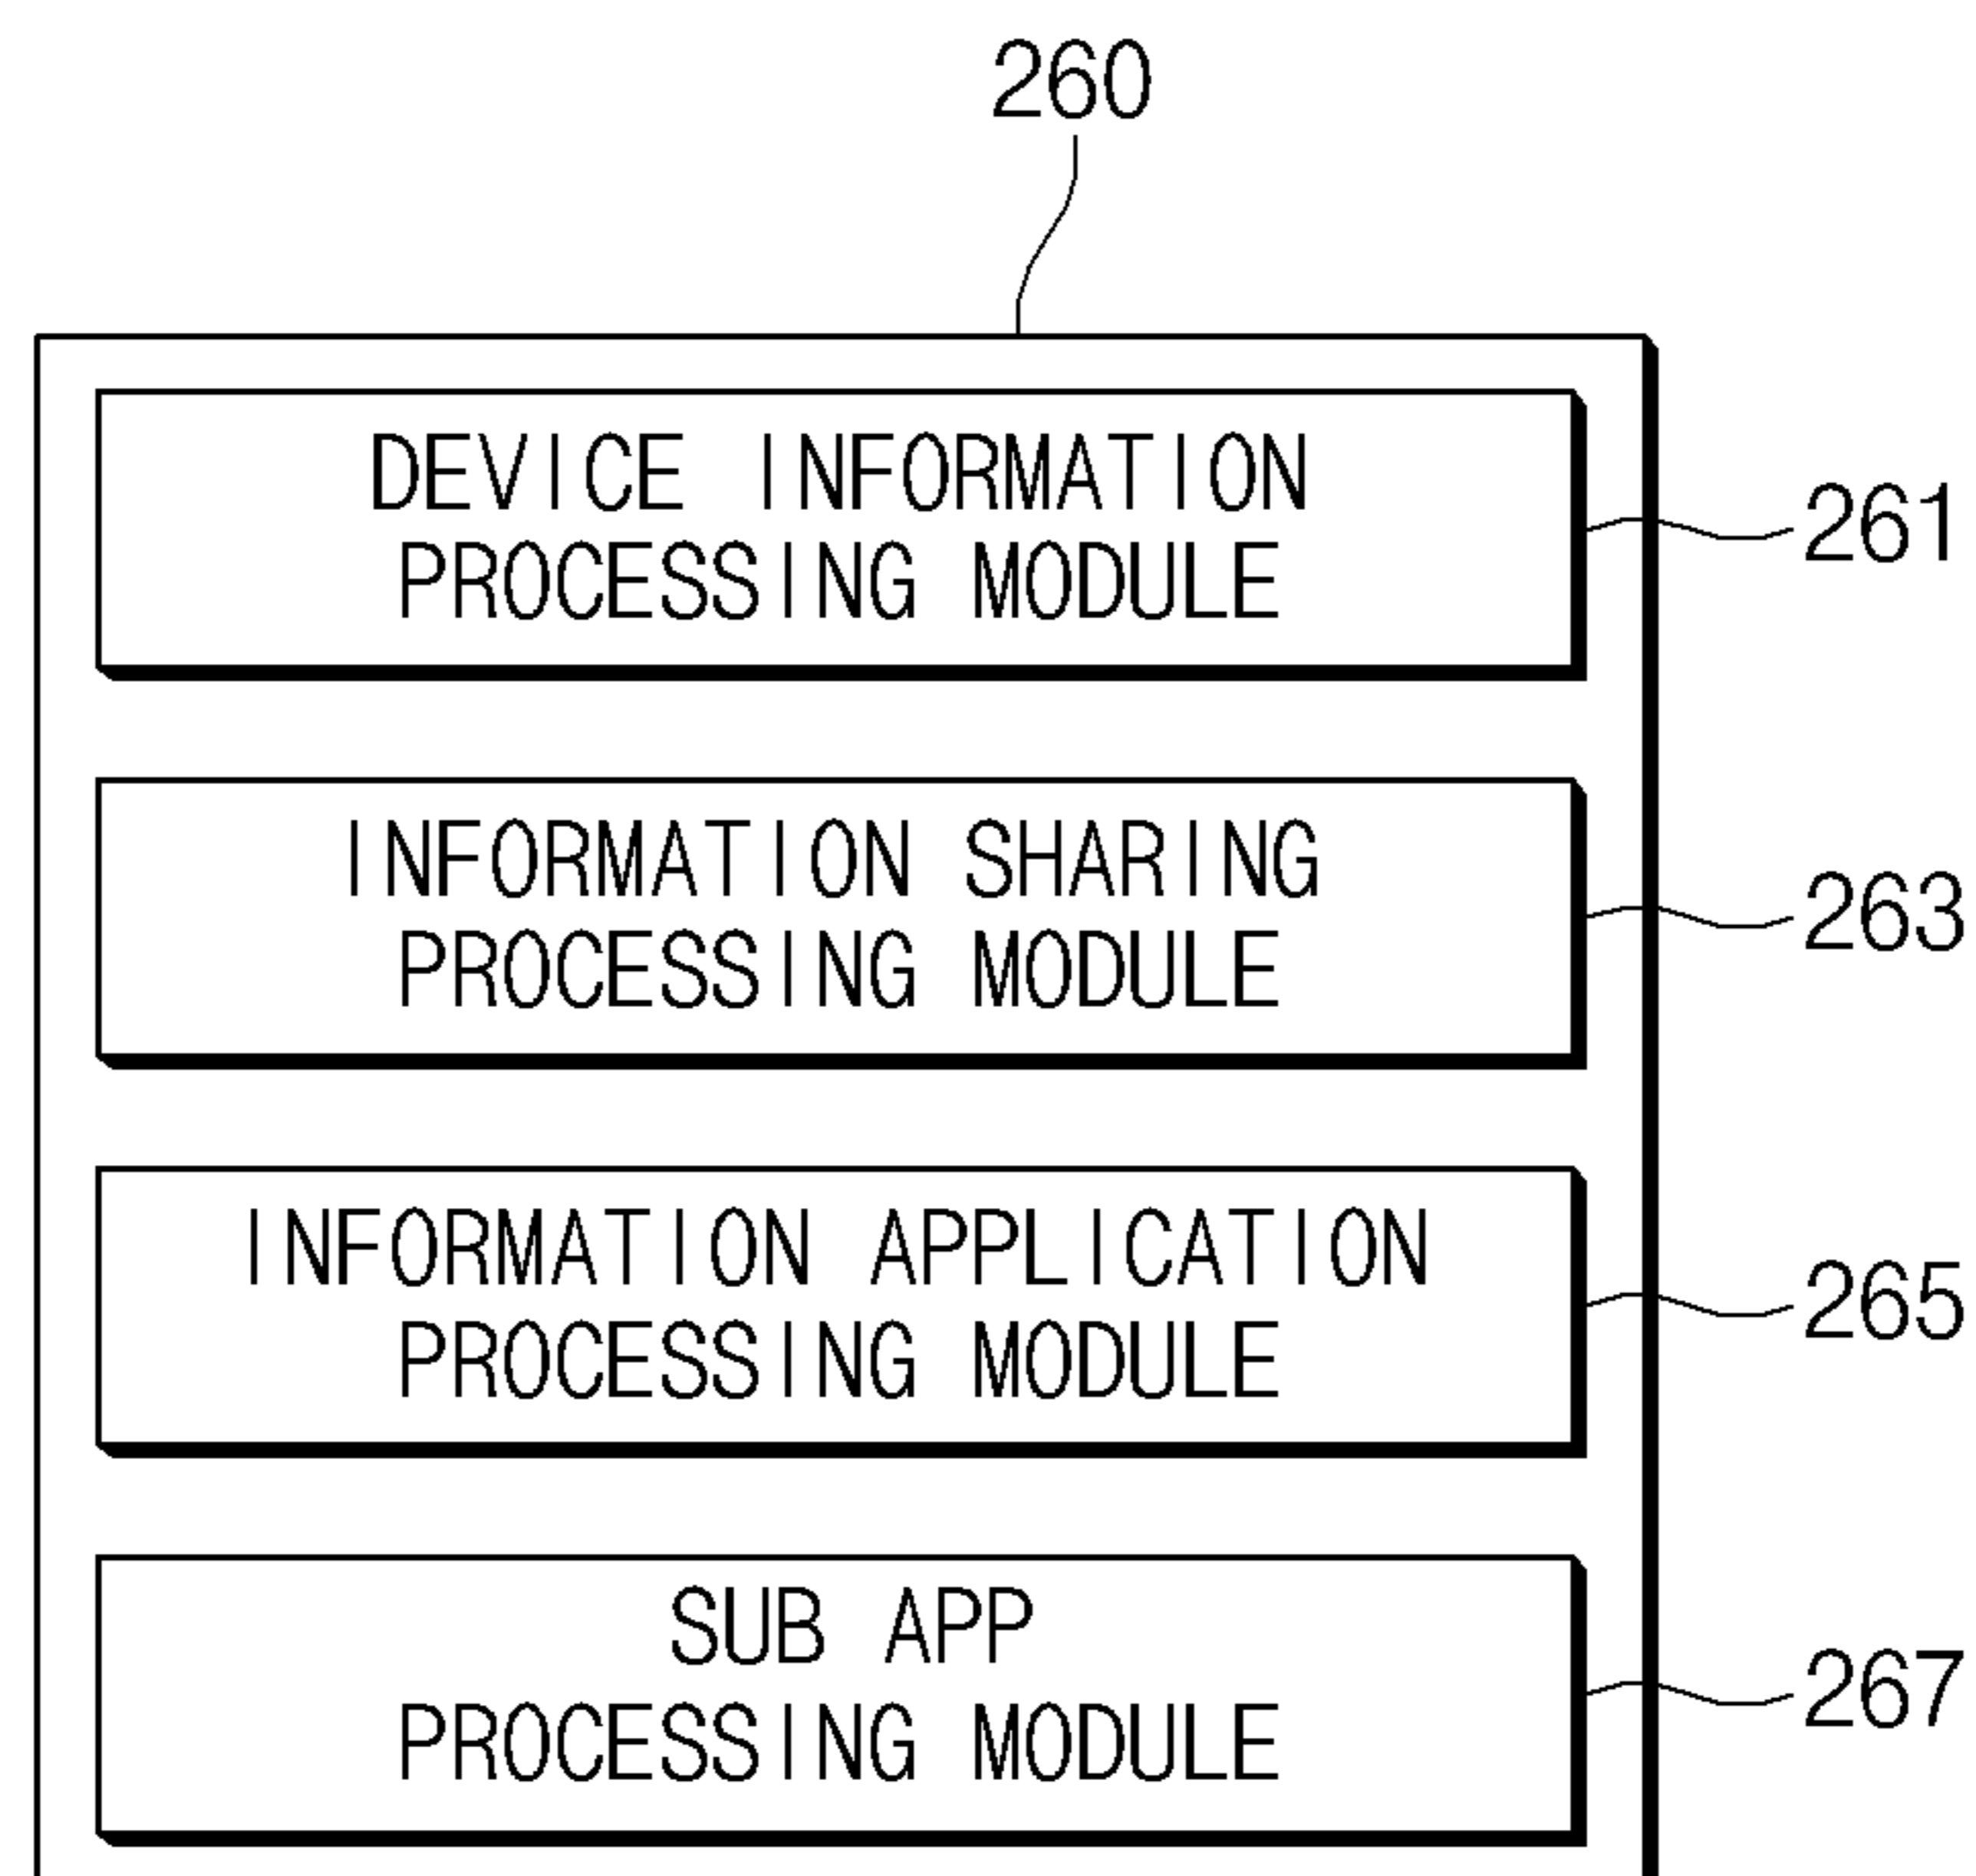 260
DEVICE INFORMATION
PROCESSING MODULE
261
INFORMATION SHARING
PROCESSING MODULE
263
INFORMATION APPLICATION
PROCESSING MODULE
265
SUB APP
PROCESSING MODULE
267